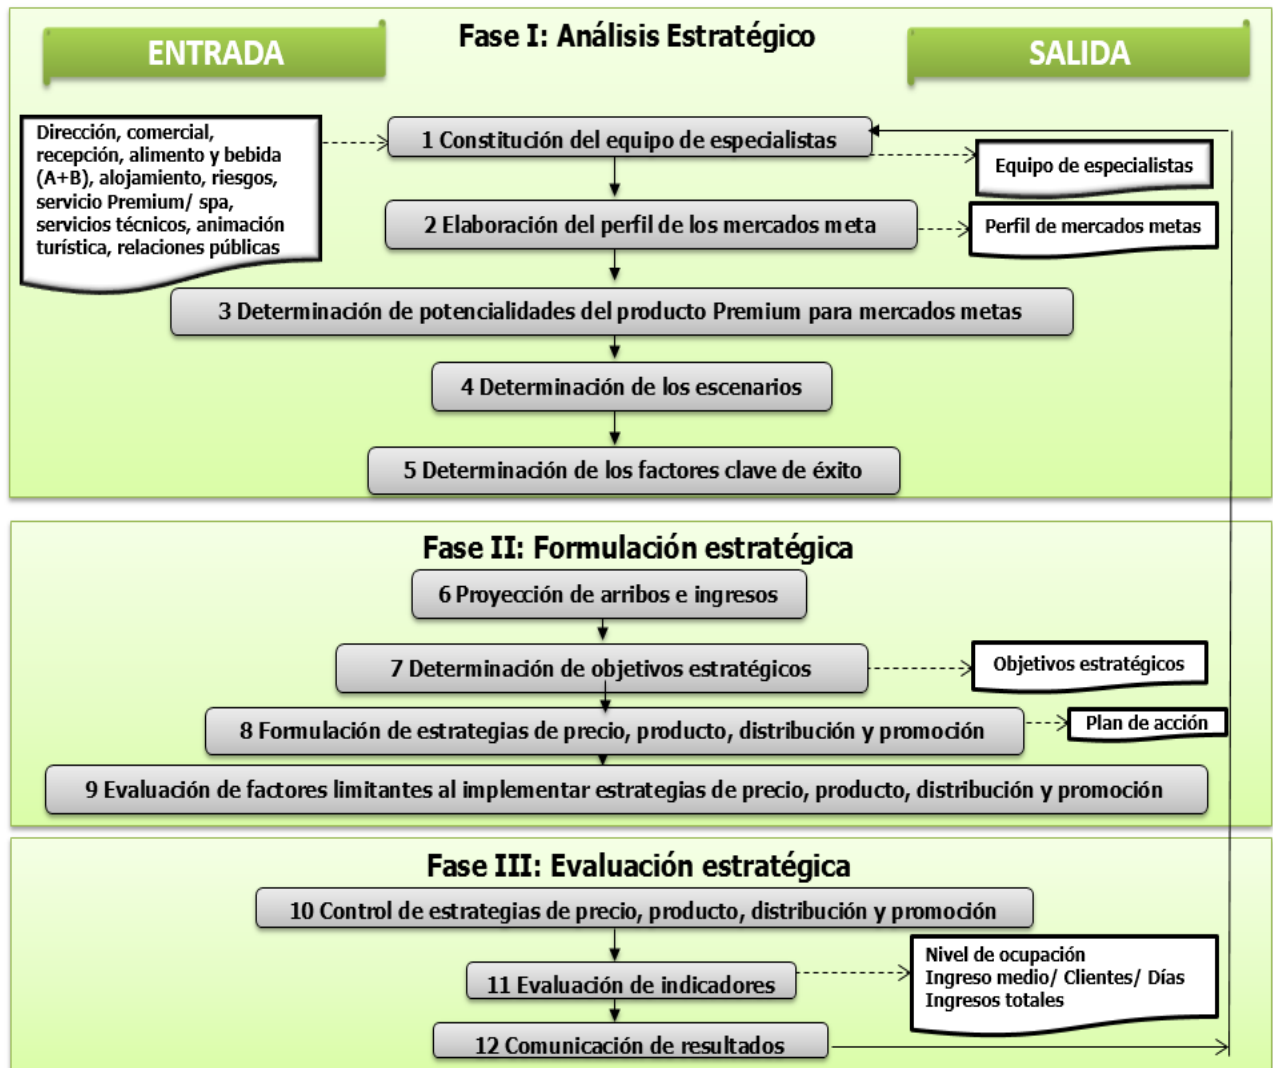 Fase I: Análisis Estratégico
ENTRADA
SALIDA
Dirección, comercial,
recepción, alimento y bebida
(A+B), alojamiento, riesgos,
servicio Premium/ spa,
servicios técnicos, animación
turística, relaciones públicas
1 Constitución del equipo de especialistas
Equipo de especialistas
2 Elaboración del perfil de los mercados meta
Perfil de mercados metas
3 Determinación de potencialidades del producto Premium para mercados metas
4 Determinación de los escenarios
5 Determinación de los factores clave de éxito
Fase II: Formulación estratégica
6 Proyección de arribos e ingresos
7 Determinación de objetivos estratégicos
Objetivos estratégicos
8 Formulación de estrategias de precio, producto, distribución y promoción
Plan de acción
9 Evaluación de factores limitantes al implementar estrategias de precio, producto, distribución y promoción
Fase III: Evaluación estratégica
10 Control de estrategias de precio, producto, distribución y promoción
11 Evaluación de indicadores
Nivel de ocupación
Ingreso medio/ Clientes/ Días
Ingresos totales
12 Comunicación de resultados